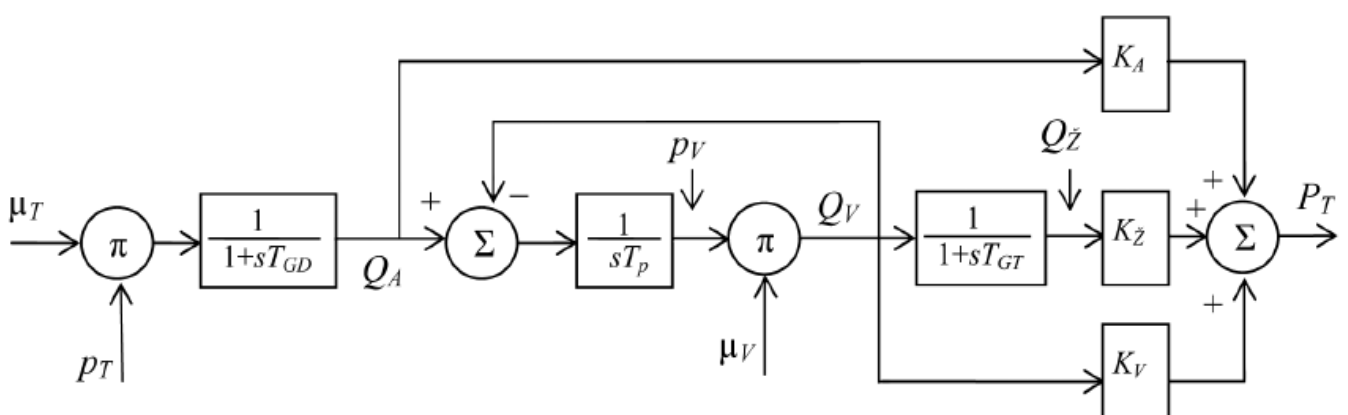 K_A
p_V
Q_Ž
μ_T
π
1
1+sT_GD
Q_A
+
−
Σ
1
sT_p
π
Q_V
1
1+sT_GT
K_Ž
+
+
Σ
P_T
+
p_T
μ_V
K_V